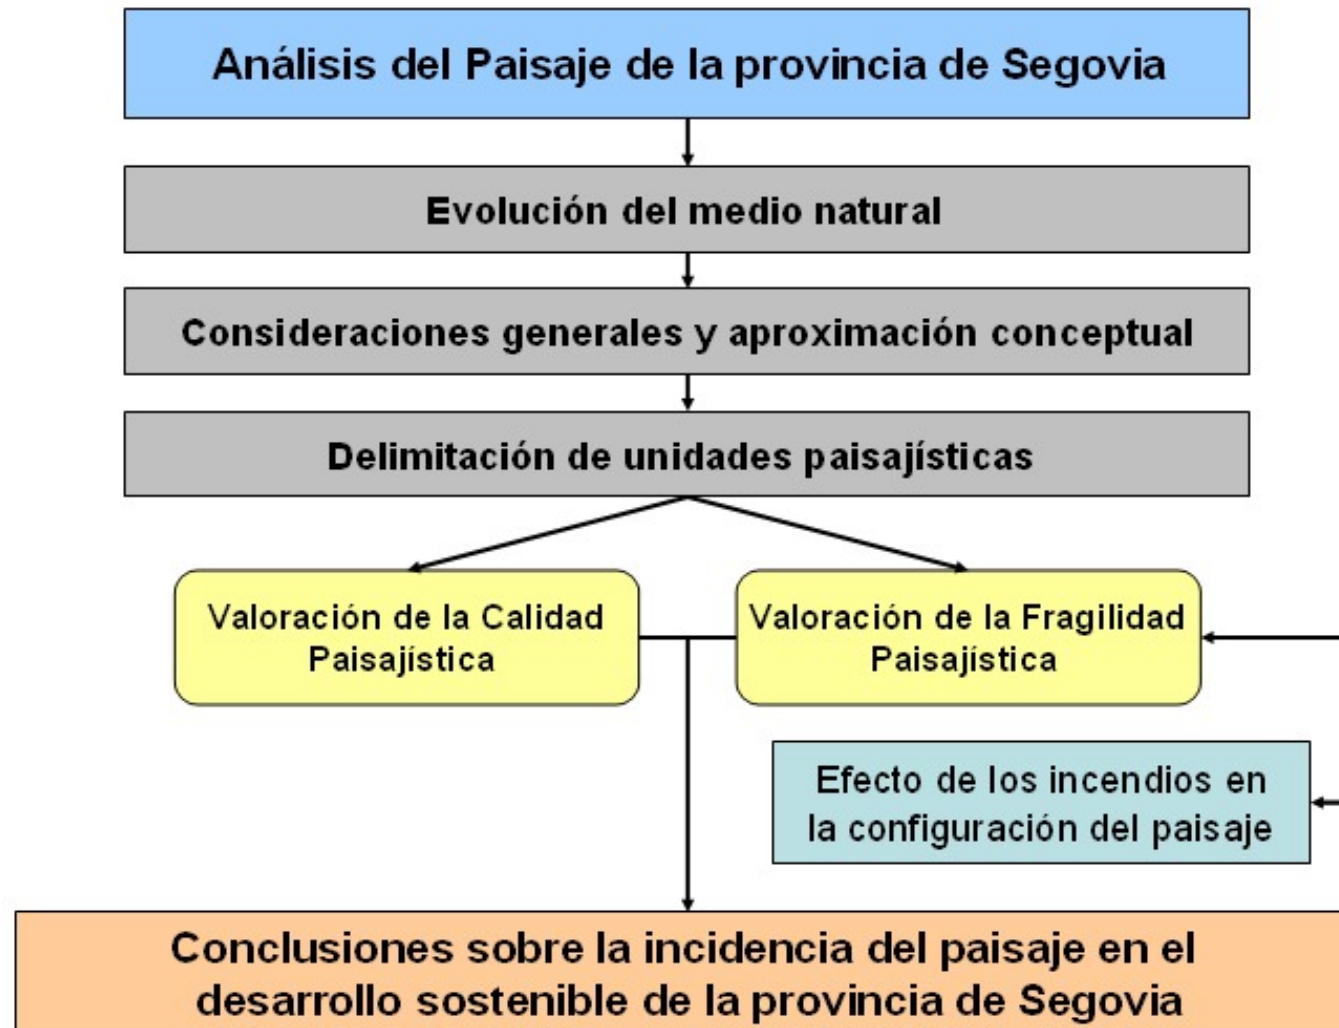 Análisis del Paisaje de la provincia de Segovia
Evolución del medio natural
Consideraciones generales y aproximación conceptual
Delimitación de unidades paisajísticas
Valoración de la Calidad
Paisajística
Valoración de la Fragilidad
Paisajística
Efecto de los incendios en
la configuración del paisaje
Conclusiones sobre la incidencia del paisaje en el
desarrollo sostenible de la provincia de Segovia